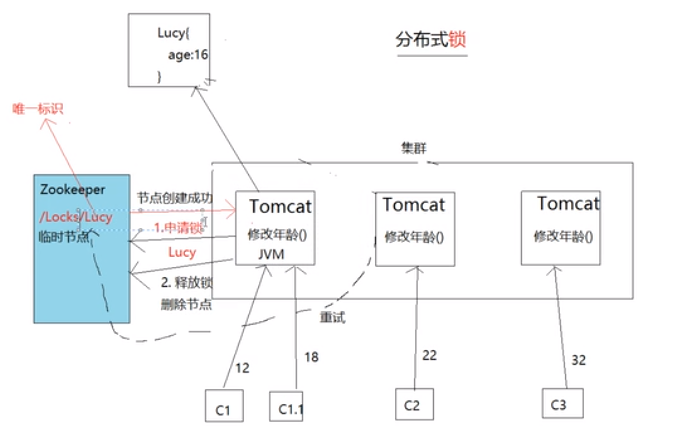 Lucy{
age:16
}
分布式锁
唯一标识
集群
Zookeeper
/Locks/Lucy
临时节点
节点创建成功
1.申请锁
Lucy
2. 释放锁
删除节点
Tomcat
修改年龄()
JVM
Tomcat
修改年龄()
Tomcat
修改年龄()
重试
12
18
22
32
C1
C1.1
C2
C3